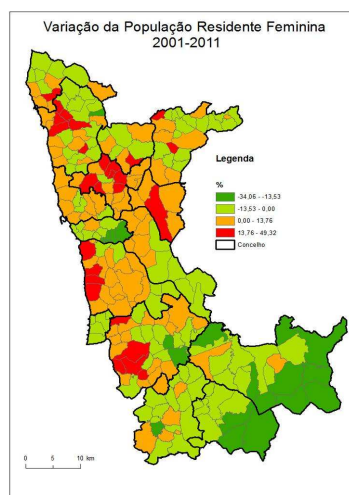 Variação da População Residente Feminina
2001-2011
Legenda
%
-34,06 - -13,53
-13,53 - 0,00
0,00 - 13,76
13,76 - 49,32
Concelho
0 5 10 km